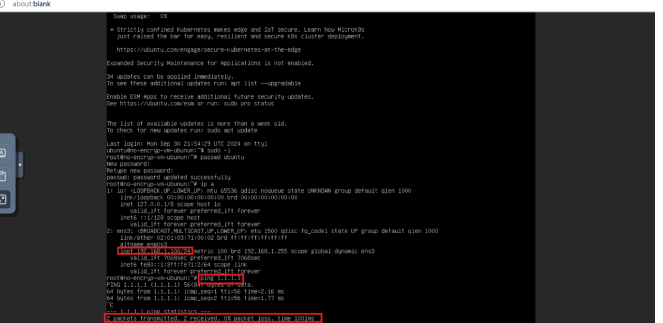 about:blank
Swap usage: 0%
* Strictly confined Kubernetes makes edge and IoT secure. Learn how MicroK8s
just raised the bar for easy, resilient and secure K8s cluster deployment.
https://ubuntu.com/engage/secure-kubernetes-at-the-edge
Expanded Security Maintenance for Applications is not enabled.
34 updates can be applied immediately.
To see these additional updates run: apt list --upgradable
Enable ESM Apps to receive additional future security updates.
See https://ubuntu.com/esm or run: sudo pro status
The list of available updates is more than a week old.
To check for new updates run: sudo apt update
Last login: Mon Sep 30 21:54:29 UTC 2024 on tty1
ubuntu@no-encryp-vm-ubunun:~$ sudo -i
root@no-encryp-vm-ubunun:~# passwd ubuntu
New password:
Retype new password:
passwd: password updated successfully
root@no-encryp-vm-ubunun:~# ip a
1: lo: <LOOPBACK,UP,LOWER_UP> mtu 65536 qdisc noqueue state UNKNOWN group default qlen 1000
link/loopback 00:00:00:00:00:00 brd 00:00:00:00:00:00
inet 127.0.0.1/8 scope host lo
valid_lft forever preferred_lft forever
inet6 ::1/128 scope host
valid_lft forever preferred_lft forever
2: ens3: <BROADCAST,MULTICAST,UP,LOWER_UP> mtu 1500 qdisc fq_codel state UP group default qlen 1000
link/ether 02:01:03:71:00:02 brd ff:ff:ff:ff:ff:ff
altname enp0s3
inet 192.168.1.100/24 metric 100 brd 192.168.1.255 scope global dynamic ens3
valid_lft 7068sec preferred_lft 7068sec
inet6 fe80::1:3ff:fe71:2/64 scope link
valid_lft forever preferred_lft forever
root@no-encryp-vm-ubunun:~# ping 1.1.1.1
PING 1.1.1.1 (1.1.1.1) 56(84) bytes of data.
64 bytes from 1.1.1.1: icmp_seq=1 ttl=56 time=2.16 ms
64 bytes from 1.1.1.1: icmp_seq=2 ttl=56 time=1.77 ms
^C
--- 1.1.1.1 ping statistics ---
2 packets transmitted, 2 received, 0% packet loss, time 1001ms